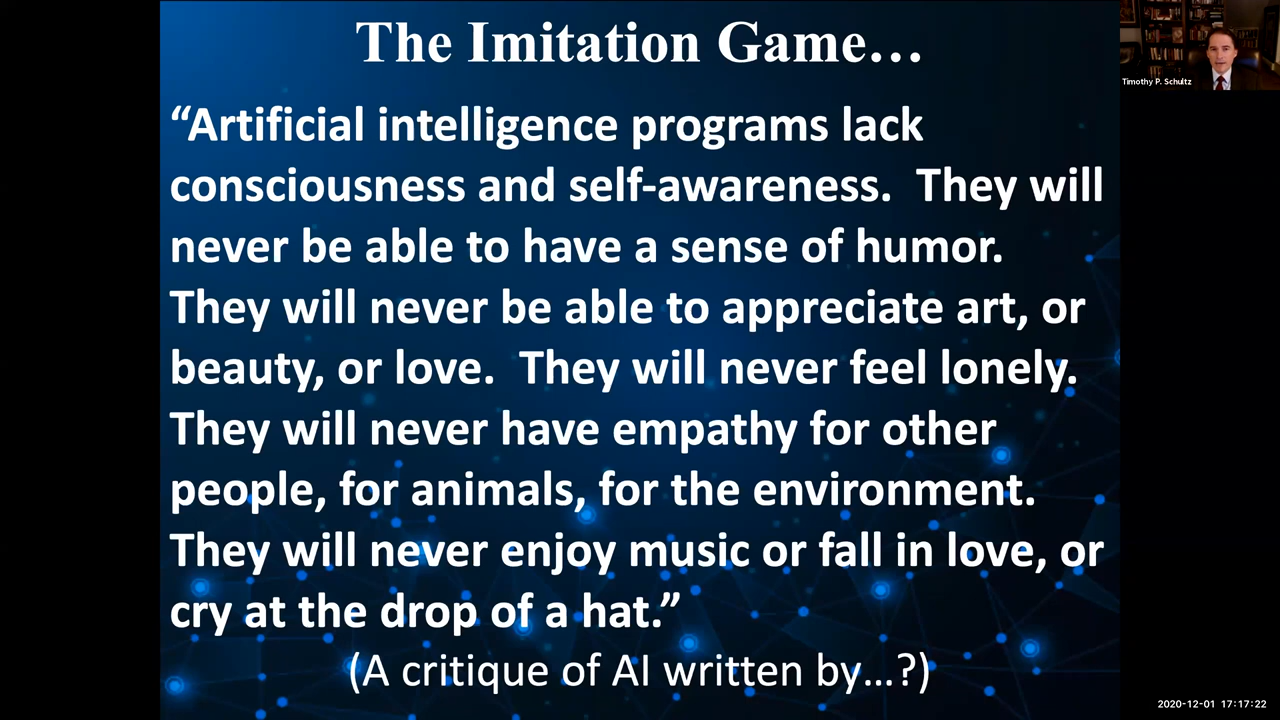 The Imitation Game…
“Artificial intelligence programs lack
consciousness and self-awareness.  They will
never be able to have a sense of humor.
They will never be able to appreciate art, or
beauty, or love.  They will never feel lonely.
They will never have empathy for other
people, for animals, for the environment.
They will never enjoy music or fall in love, or
cry at the drop of a hat.”
(A critique of AI written by…?)
Timothy P. Schultz
2020-12-01 17:17:22